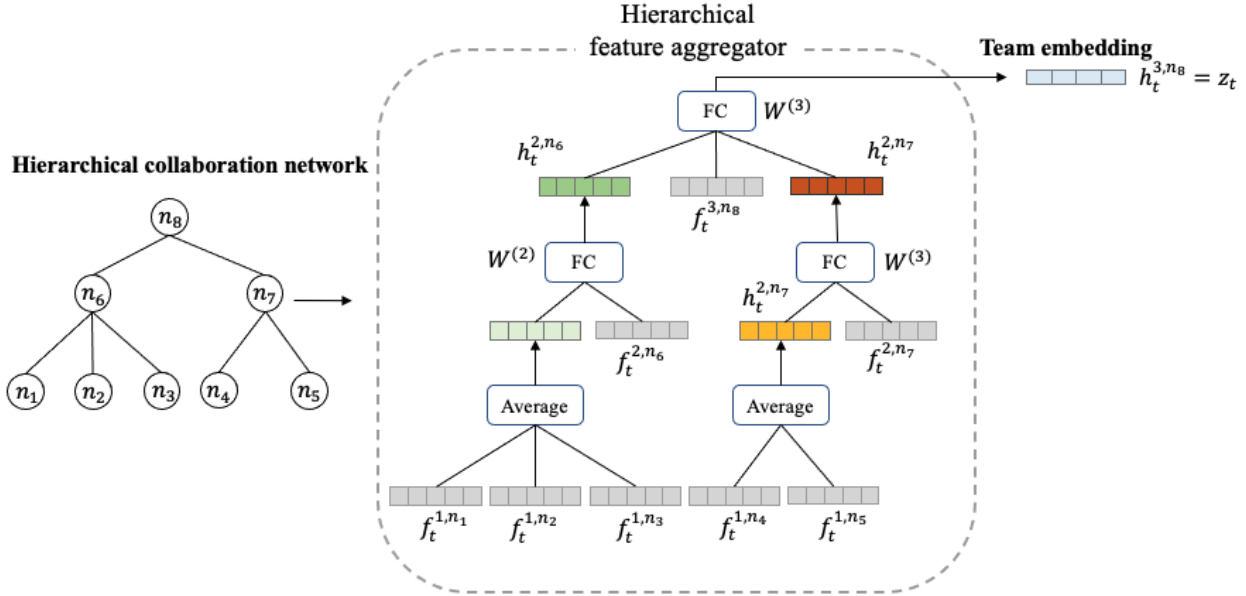 Hierarchical
feature aggregator
Team embedding
h_t^{3,n_8} = z_t
FC W^{(3)}
h_t^{2,n_6} h_t^{2,n_7}
Hierarchical collaboration network
f_t^{3,n_8}
n_8
W^{(2)} FC FC W^{(3)}
n_6 n_7
h_t^{2,n_7}
f_t^{2,n_6} f_t^{2,n_7}
n_1 n_2 n_3 n_4 n_5
Average Average
f_t^{1,n_1} f_t^{1,n_2} f_t^{1,n_3} f_t^{1,n_4} f_t^{1,n_5}